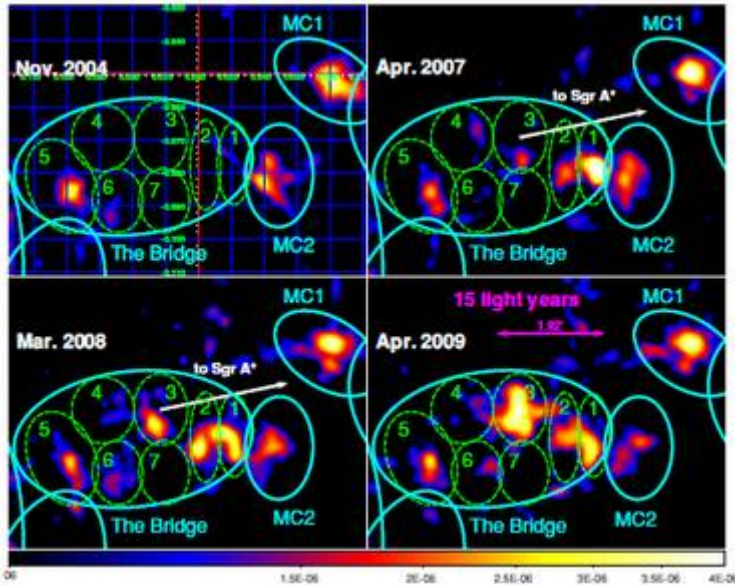 MC1
Nov. 2004
MC2
4
3
2
1
5
6
7
The Bridge
MC1
Apr. 2007
to Sgr A*
4
3
2
1
5
6
7
The Bridge
MC2
MC1
Mar. 2008
to Sgr A*
4
3
2
1
5
6
7
The Bridge
MC2
15 light years
MC1
1.92'
Apr. 2009
4
3
2
1
5
6
7
The Bridge
MC2
1.5E-06 2E-06 2.5E-06 3E-06 3.5E-06